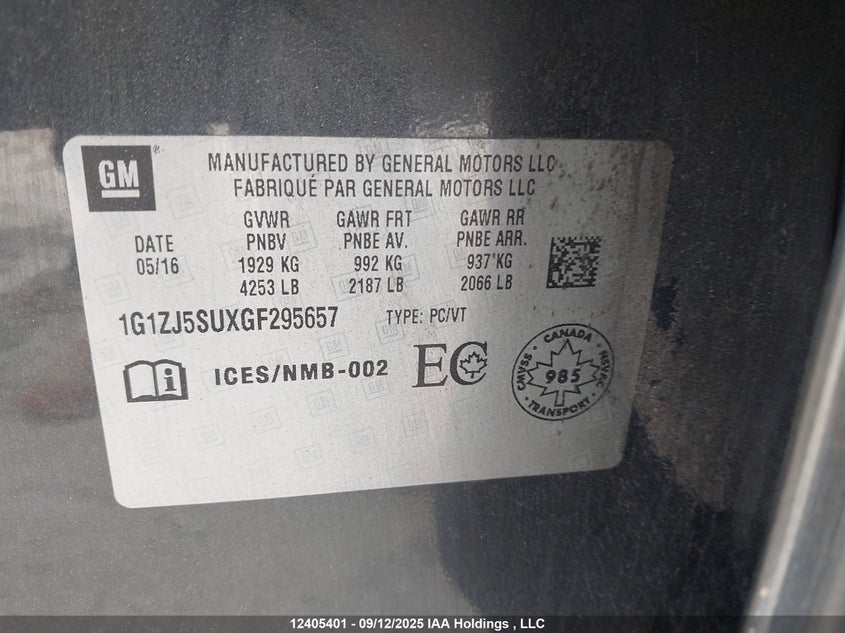 GM
MANUFACTURED BY GENERAL MOTORS LLC
FABRIQUÉ PAR GENERAL MOTORS LLC
GVWR GAWR FRT GAWR RR
DATE PNBV PNBE AV. PNBE ARR.
05/16 1929 KG 992 KG 937 KG
4253 LB 2187 LB 2066 LB
1G1ZJ5SUXGF295657 TYPE: PC/VT
i ICES/NMB-002 EC
CANADA
CMVSS 985 NSVAC
TRANSPORT
12405401 - 09/12/2025 IAA Holdings , LLC